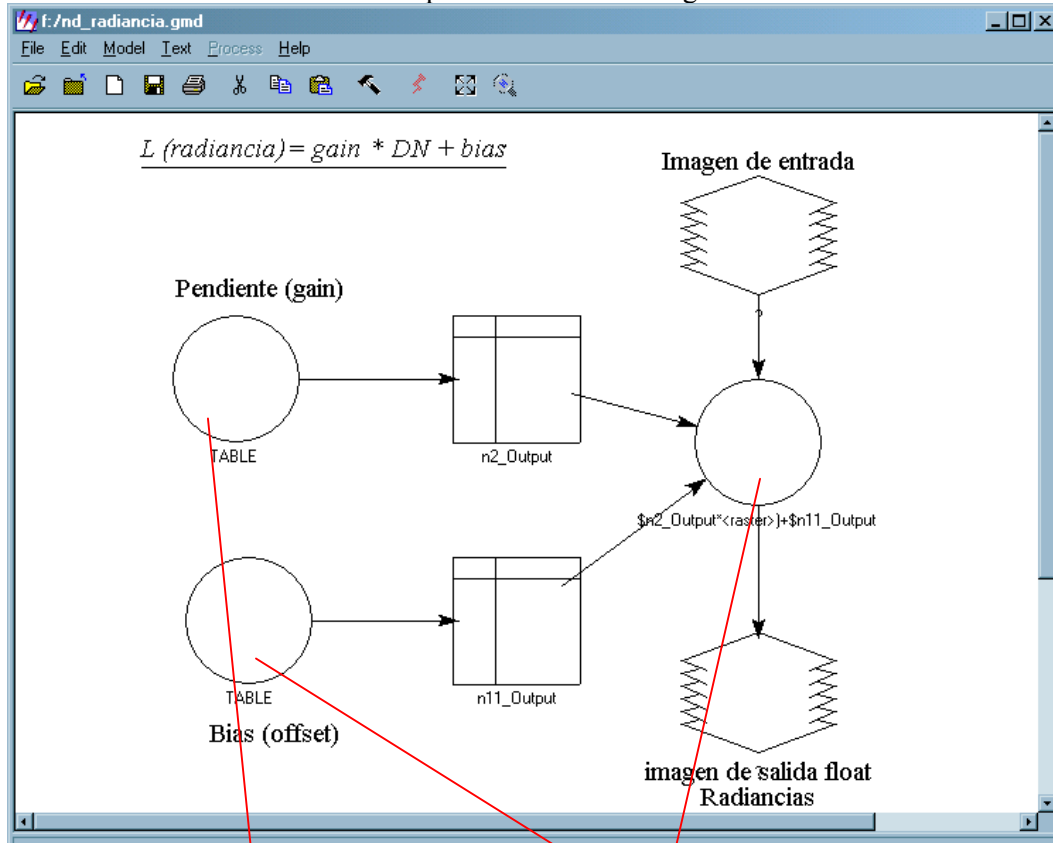 f:/nd_radiancia.gmd
File Edit Model Text Process Help
L (radiancia)= gain * DN + bias
Imagen de entrada
Pendiente (gain)
?
TABLE
n2_Output
$n2_Output*<raster>)+$n11_Output
TABLE
n11_Output
Bias (offset)
imagen de salida float
Radiancias